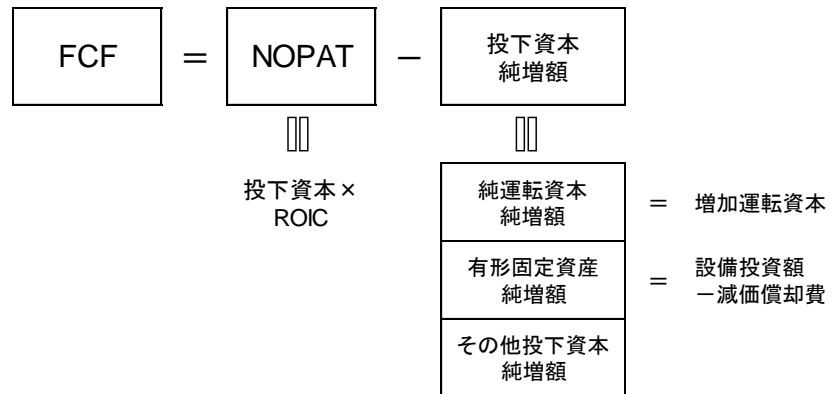 FCF = NOPAT − 投下資本
純増額
投下資本×
ROIC
純運転資本
純増額
= 増加運転資本
有形固定資産
純増額
= 設備投資額
−減価償却費
その他投下資本
純増額